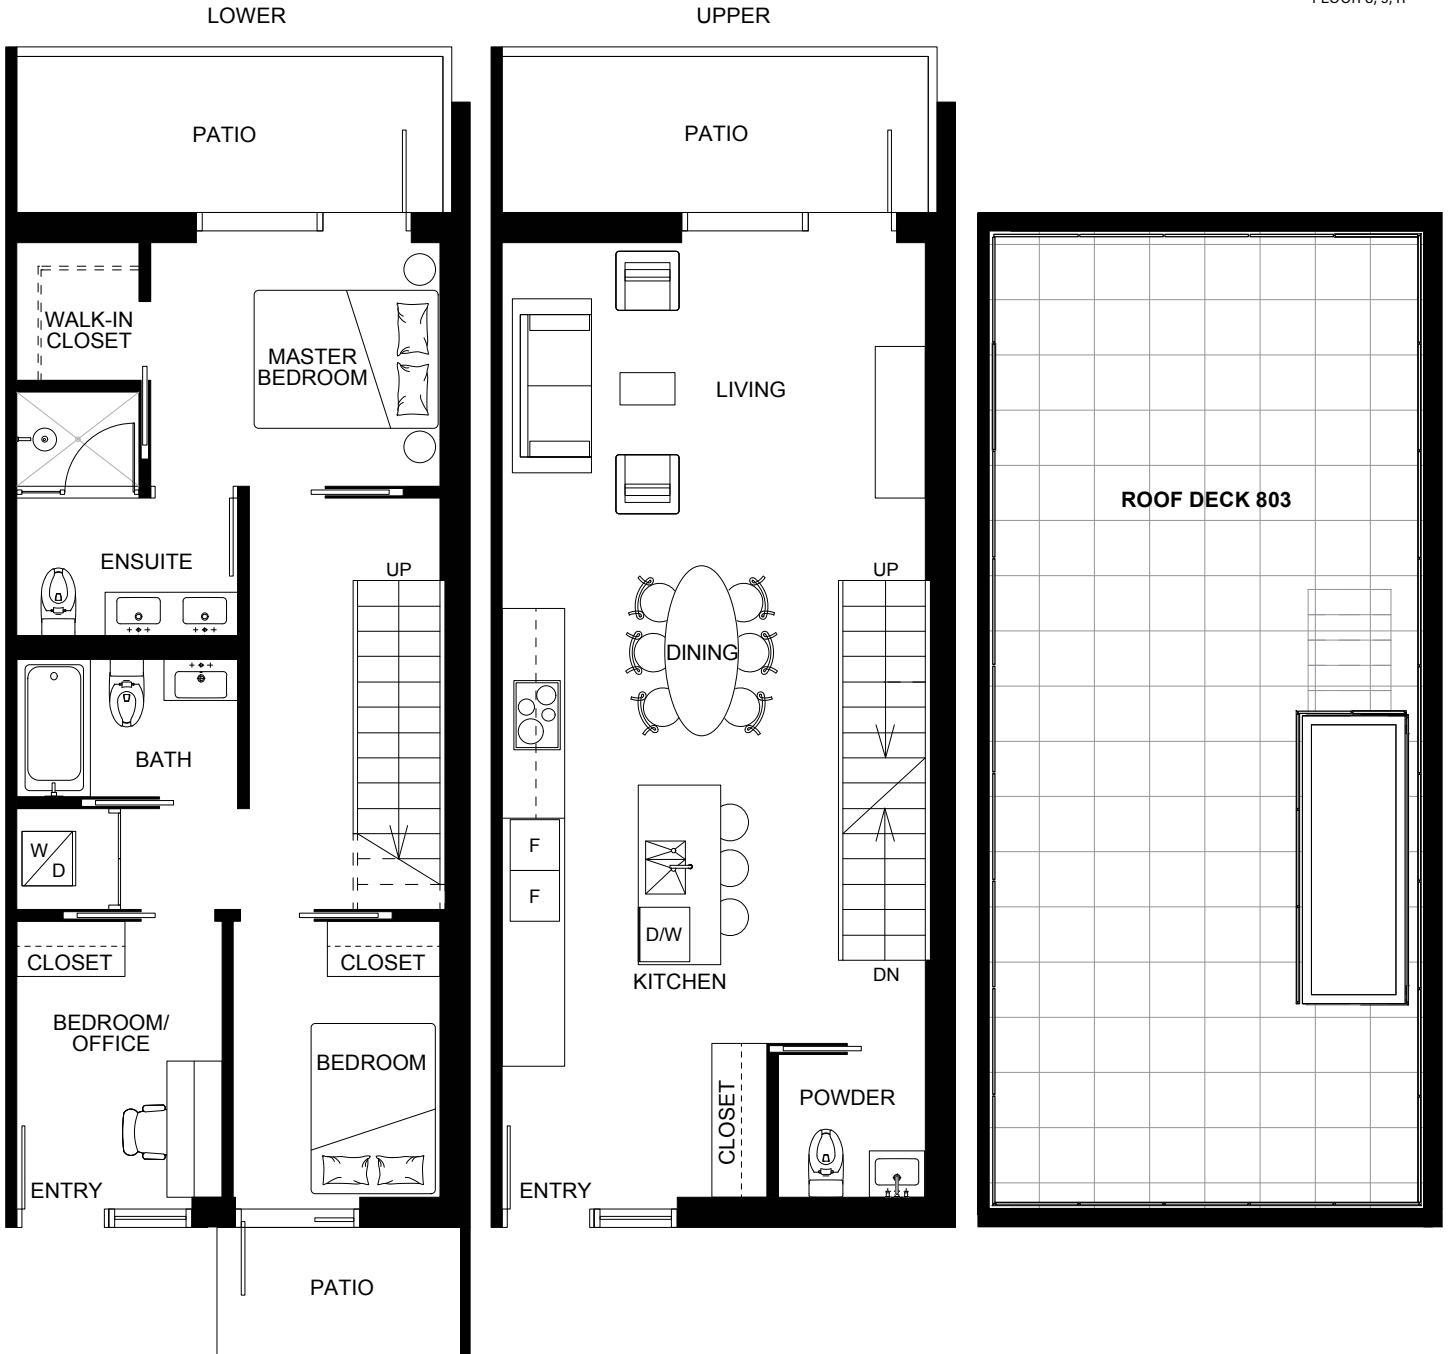 LOWER
UPPER
PATIO
PATIO
WALK-IN
CLOSET
MASTER
BEDROOM
LIVING
ROOF DECK 803
ENSUITE
UP
UP
DINING
BATH
W
D
F
F
D/W
CLOSET
CLOSET
KITCHEN
DN
BEDROOM/
OFFICE
BEDROOM
CLOSET
POWDER
ENTRY
ENTRY
PATIO